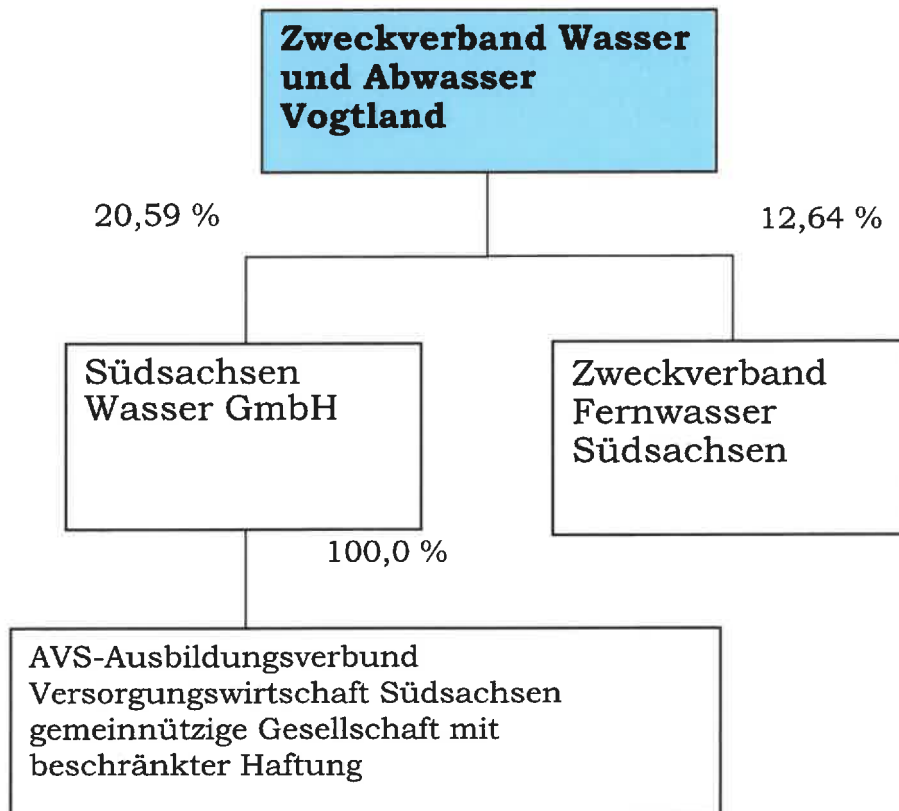 Zweckverband Wasser
und Abwasser
Vogtland
20,59 %
12,64 %
Südsachsen
Wasser GmbH
Zweckverband
Fernwasser
Südsachsen
100,0 %
AVS-Ausbildungsverbund
Versorgungswirtschaft Südsachsen
gemeinnützige Gesellschaft mit
beschränkter Haftung